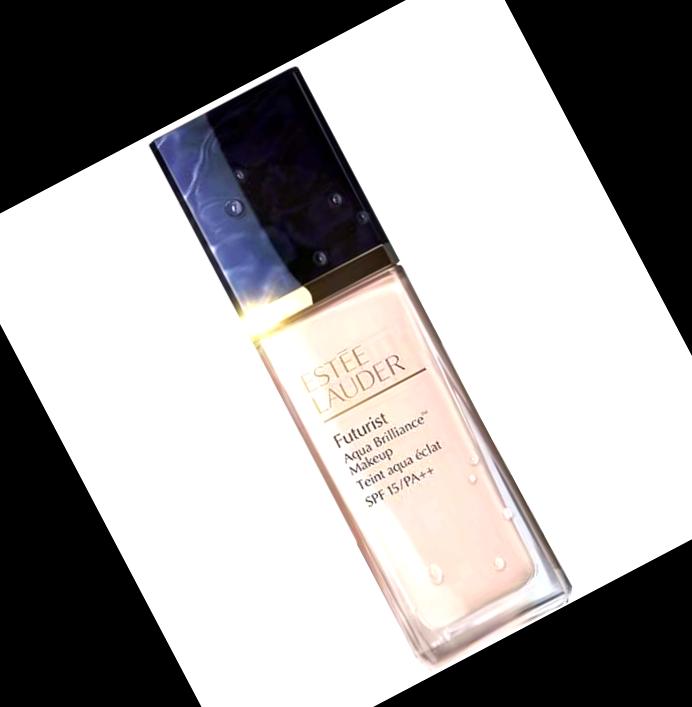 ESTĒE
LAUDER
Futurist
Aqua Brilliance™
Makeup
Teint aqua éclat
SPF 15/PA++